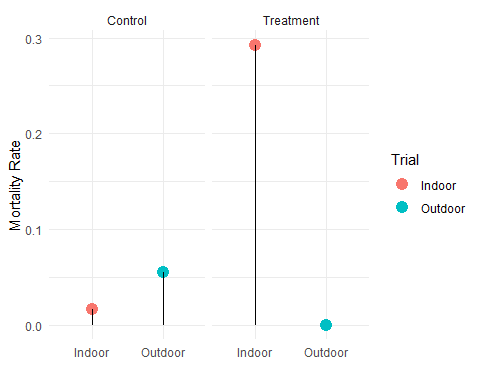 Control Treatment
0.3
0.2
0.1
0.0
Mortality Rate
Indoor Outdoor Indoor Outdoor
Trial
Indoor
Outdoor